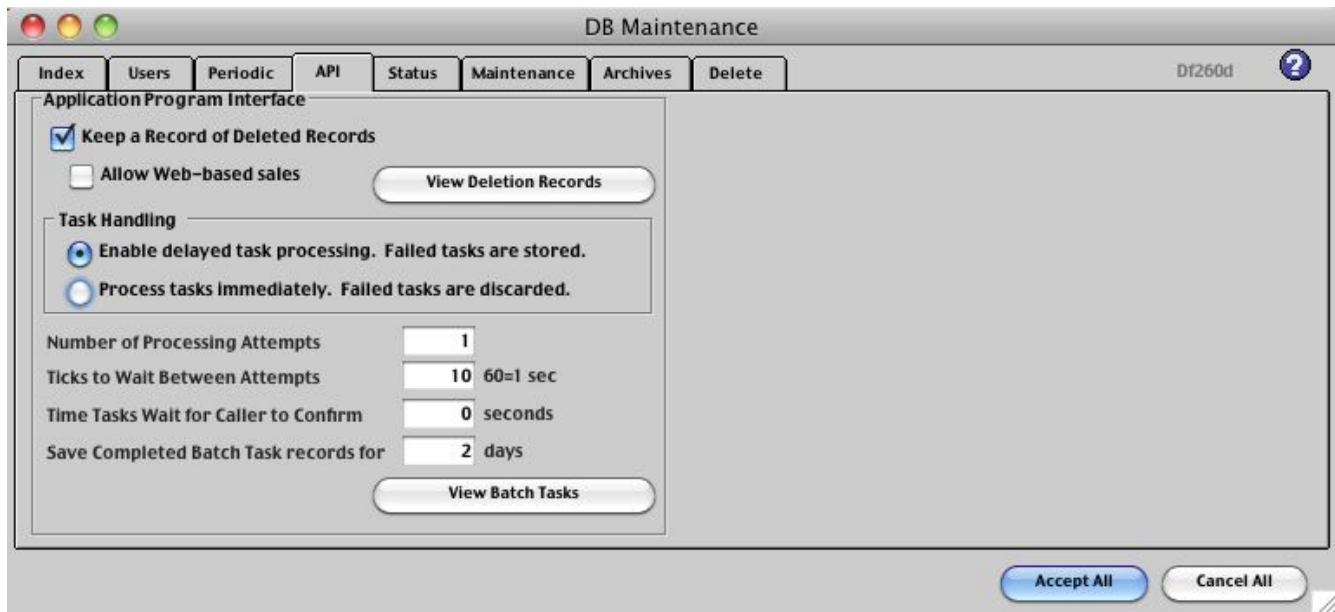 DB Maintenance
Index Users Periodic API Status Maintenance Archives Delete Df260d ?
Application Program Interface
Keep a Record of Deleted Records
Allow Web-based sales
View Deletion Records
Task Handling
Enable delayed task processing. Failed tasks are stored.
Process tasks immediately. Failed tasks are discarded.
Number of Processing Attempts 1
Ticks to Wait Between Attempts 10 60=1 sec
Time Tasks Wait for Caller to Confirm 0 seconds
Save Completed Batch Task records for 2 days
View Batch Tasks
Accept All Cancel All